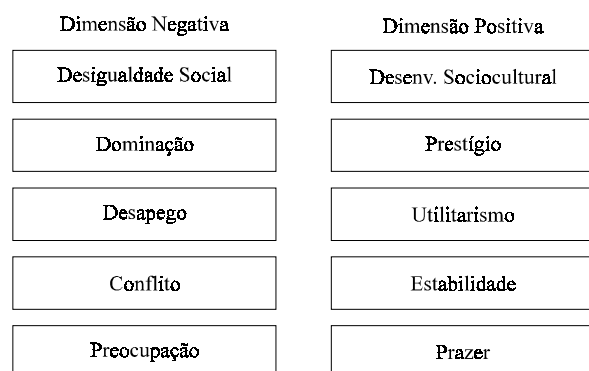 Dimensão Negativa
Dimensão Positiva
Desigualdade Social
Desenv. Sociocultural
Dominação
Prestígio
Desapego
Utilitarismo
Conflito
Estabilidade
Preocupação
Prazer